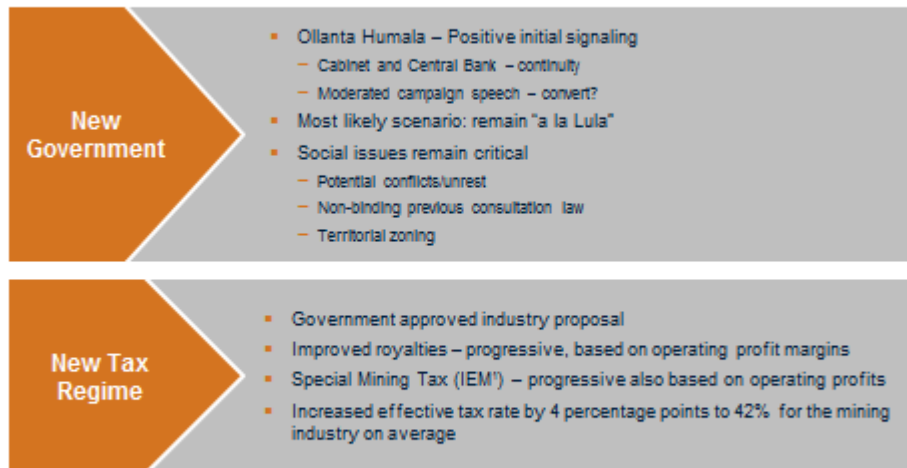 New
Government
▪ Ollanta Humala – Positive initial signaling
– Cabinet and Central Bank – continuity
– Moderated campaign speech – convert?
▪ Most likely scenario: remain "a la Lula"
▪ Social issues remain critical
– Potential conflicts/unrest
– Non-binding previous consultation law
– Territorial zoning
New Tax
Regime
▪ Government approved industry proposal
▪ Improved royalties – progressive, based on operating profit margins
▪ Special Mining Tax (IEM¹) – progressive also based on operating profits
▪ Increased effective tax rate by 4 percentage points to 42% for the mining
industry on average